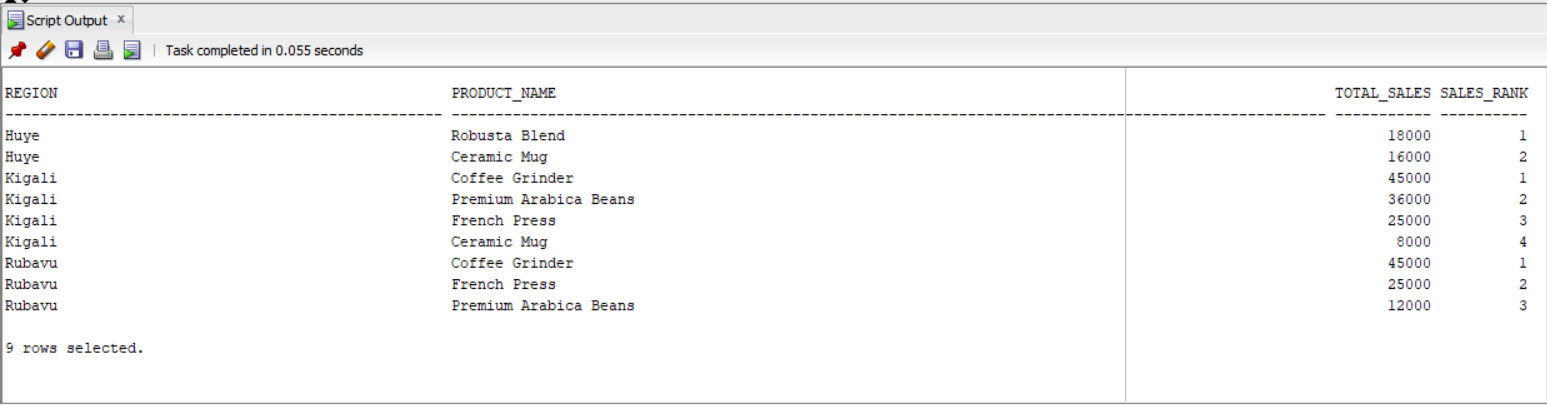 Script Output x
Task completed in 0.055 seconds
REGION PRODUCT_NAME TOTAL_SALES SALES_RANK
-------------------------------------------------- ---------------------------------------------------------------------------------------------------- ----------- ----------
Huye Robusta Blend 18000 1
Huye Ceramic Mug 16000 2
Kigali Coffee Grinder 45000 1
Kigali Premium Arabica Beans 36000 2
Kigali French Press 25000 3
Kigali Ceramic Mug 8000 4
Rubavu Coffee Grinder 45000 1
Rubavu French Press 25000 2
Rubavu Premium Arabica Beans 12000 3
9 rows selected.